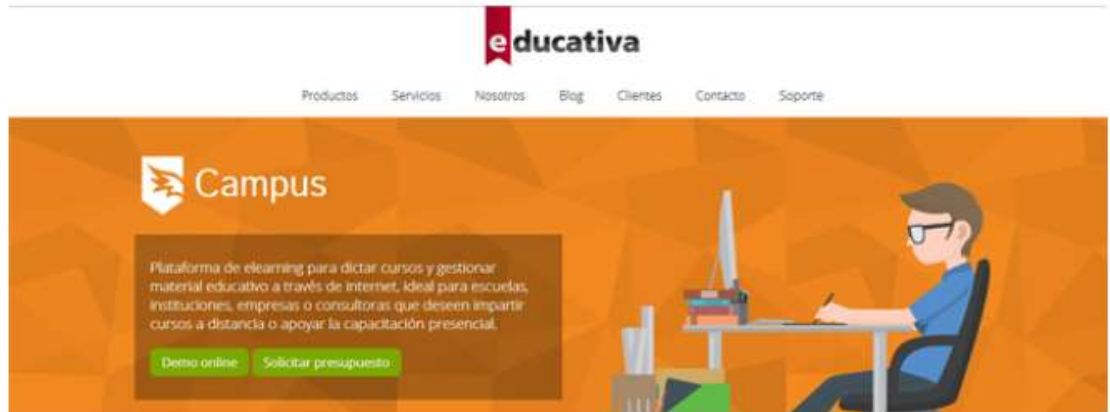 educativa
Productos Servicios Nosotros Blog Clientes Contacto Soporte
Campus
Plataforma de elearning para dictar cursos y gestionar
material educativo a través de internet, ideal para escuelas,
instituciones, empresas o consultoras que deseen impartir
cursos a distancia o apoyar la capacitación presencial.
Demo online Solicitar presupuesto